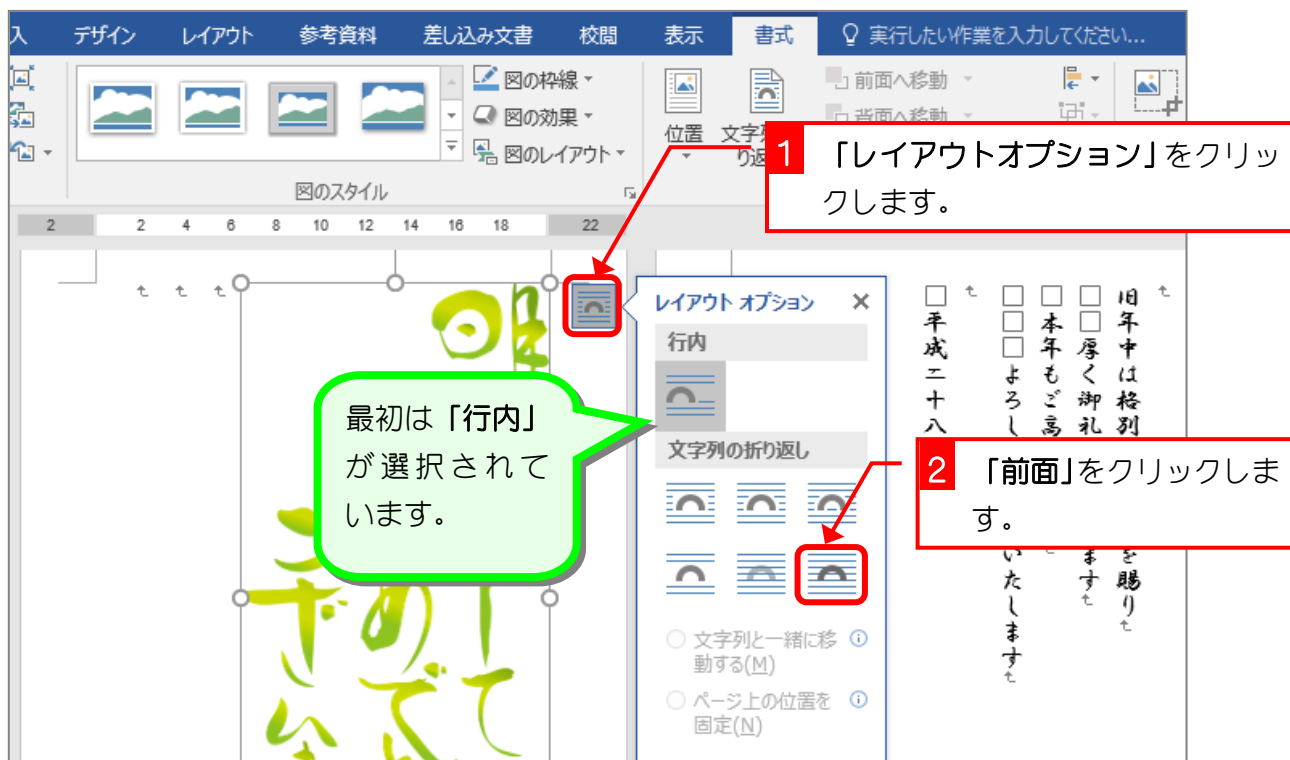 入 デザイン レイアウト 参考資料 差し込み文書 校閲 表示 書式 実行したい作業を入力してください...
図の枠線
図の効果
図のレイアウト
図のスタイル
位置
前面へ移動
背面へ移動
1 「レイアウトオプション」をクリッ
クします。
2 2 4 6 8 10 12 14 16 18 22
レイアウト オプション ×
行内
文字列の折り返し
文字列と一緒に移
動する(M)
ページ上の位置を
固定(N)
最初は「行内」
が選択されて
います。
2 「前面」をクリックしま
す。
旧年中は格別
を賜り
□□厚く御礼
ます
□本年もご高
□□□よろし
いたします
□平成二十八